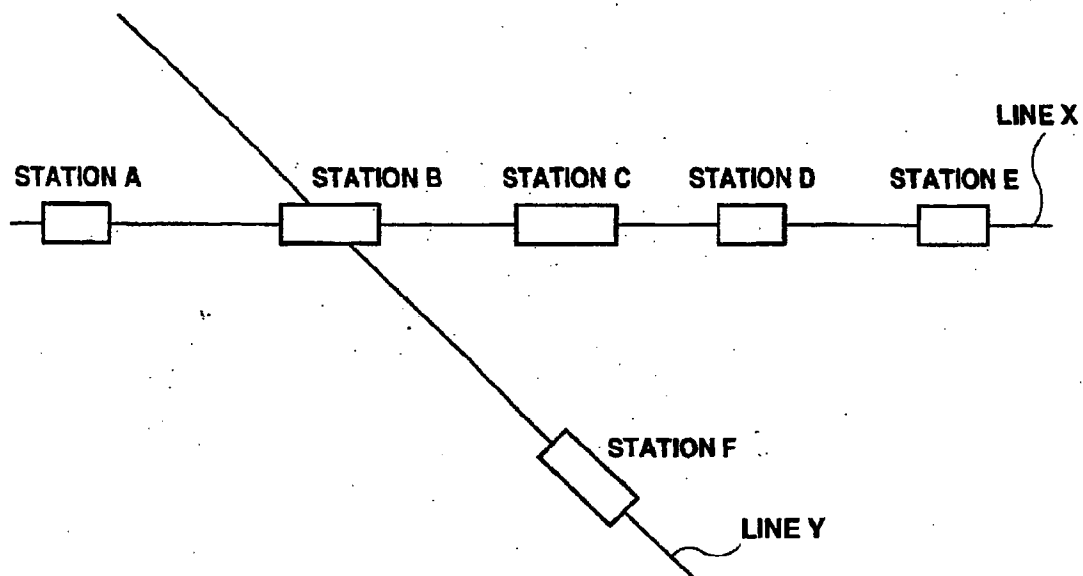 LINE X
STATION A
STATION B
STATION C
STATION D
STATION E
STATION F
LINE Y